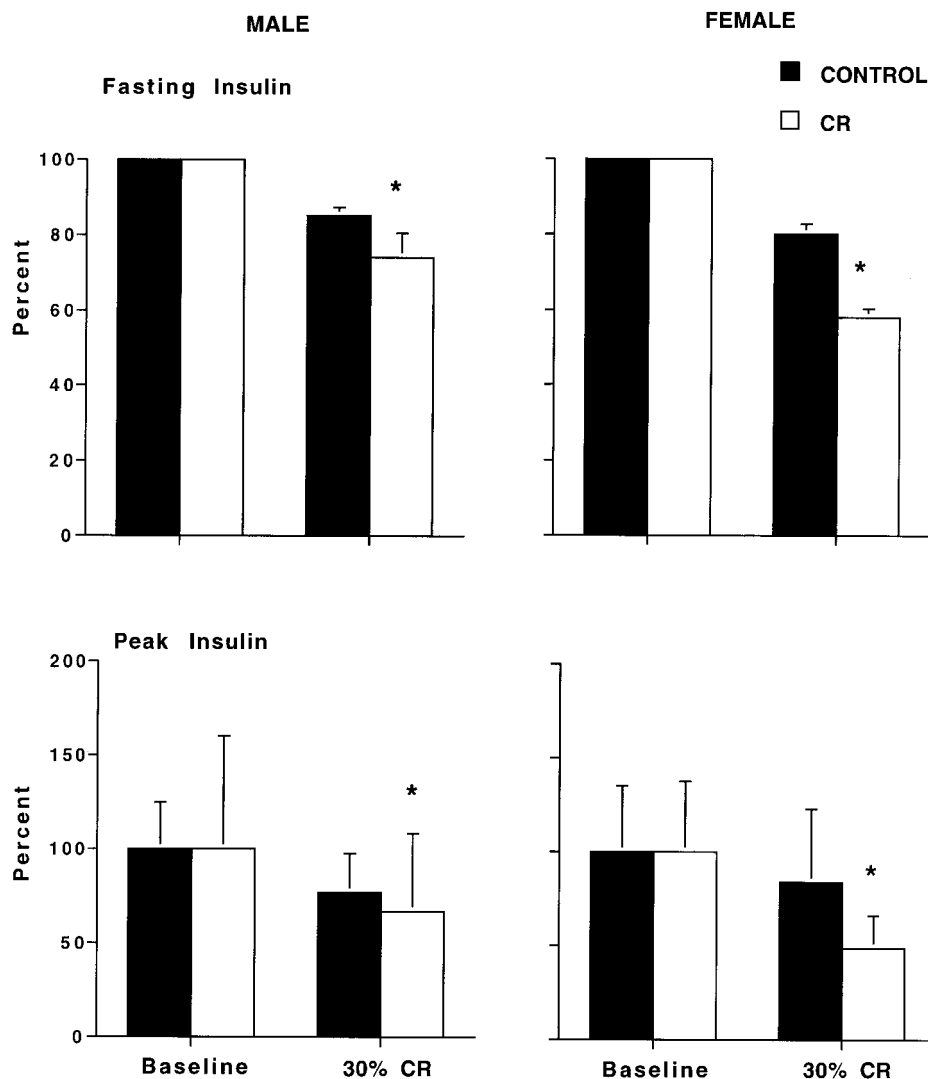 MALE
FEMALE
CONTROL
CR
Fasting Insulin
100
80
60
40
20
0
Percent
*
*
Peak Insulin
200
150
100
50
0
Percent
*
*
Baseline
30% CR
Baseline
30% CR